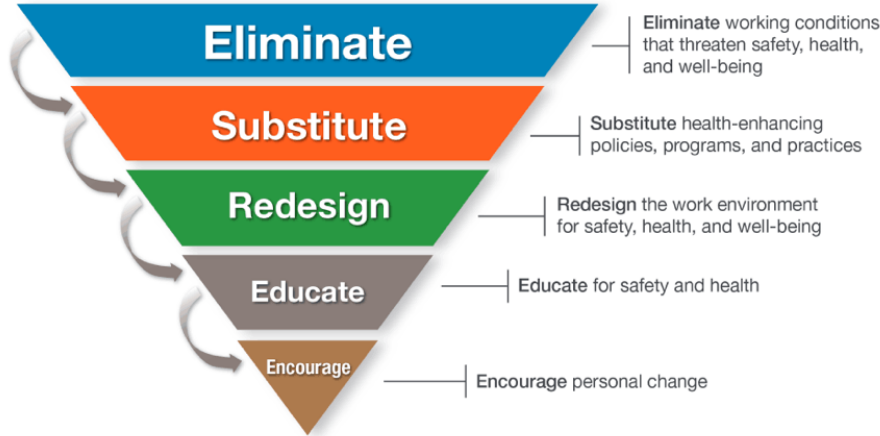 Eliminate
Eliminate working conditions
that threaten safety, health,
and well-being
Substitute
Substitute health-enhancing
policies, programs, and practices
Redesign
Redesign the work environment
for safety, health, and well-being
Educate
Educate for safety and health
Encourage
Encourage personal change